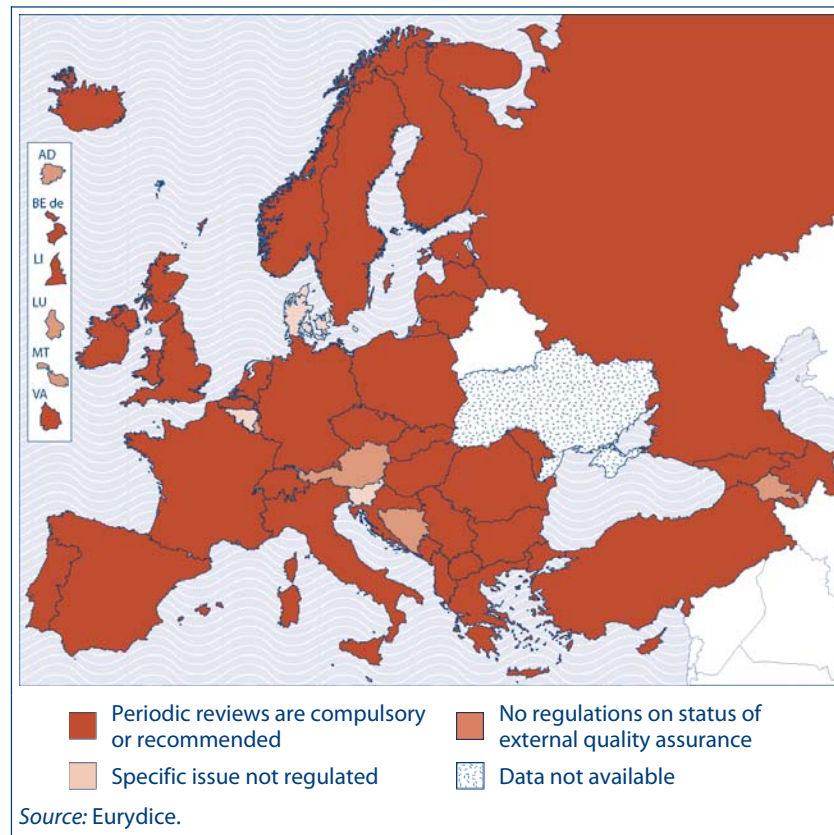 AD
BE de
LI
LU
MT
VA
Periodic reviews are compulsory
or recommended
No regulations on status of
external quality assurance
Specific issue not regulated
Data not available
Source: Eurydice.